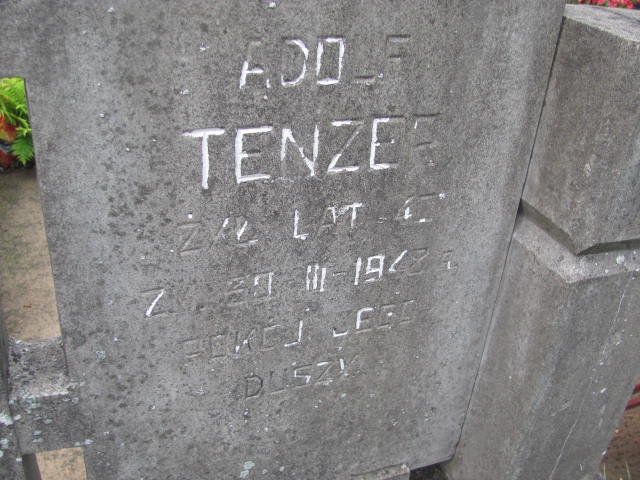 ADOLF
TENZER
ŻYŁ LAT
ZM. 29-III-1942 r
POKÓJ JEGO
DUSZY